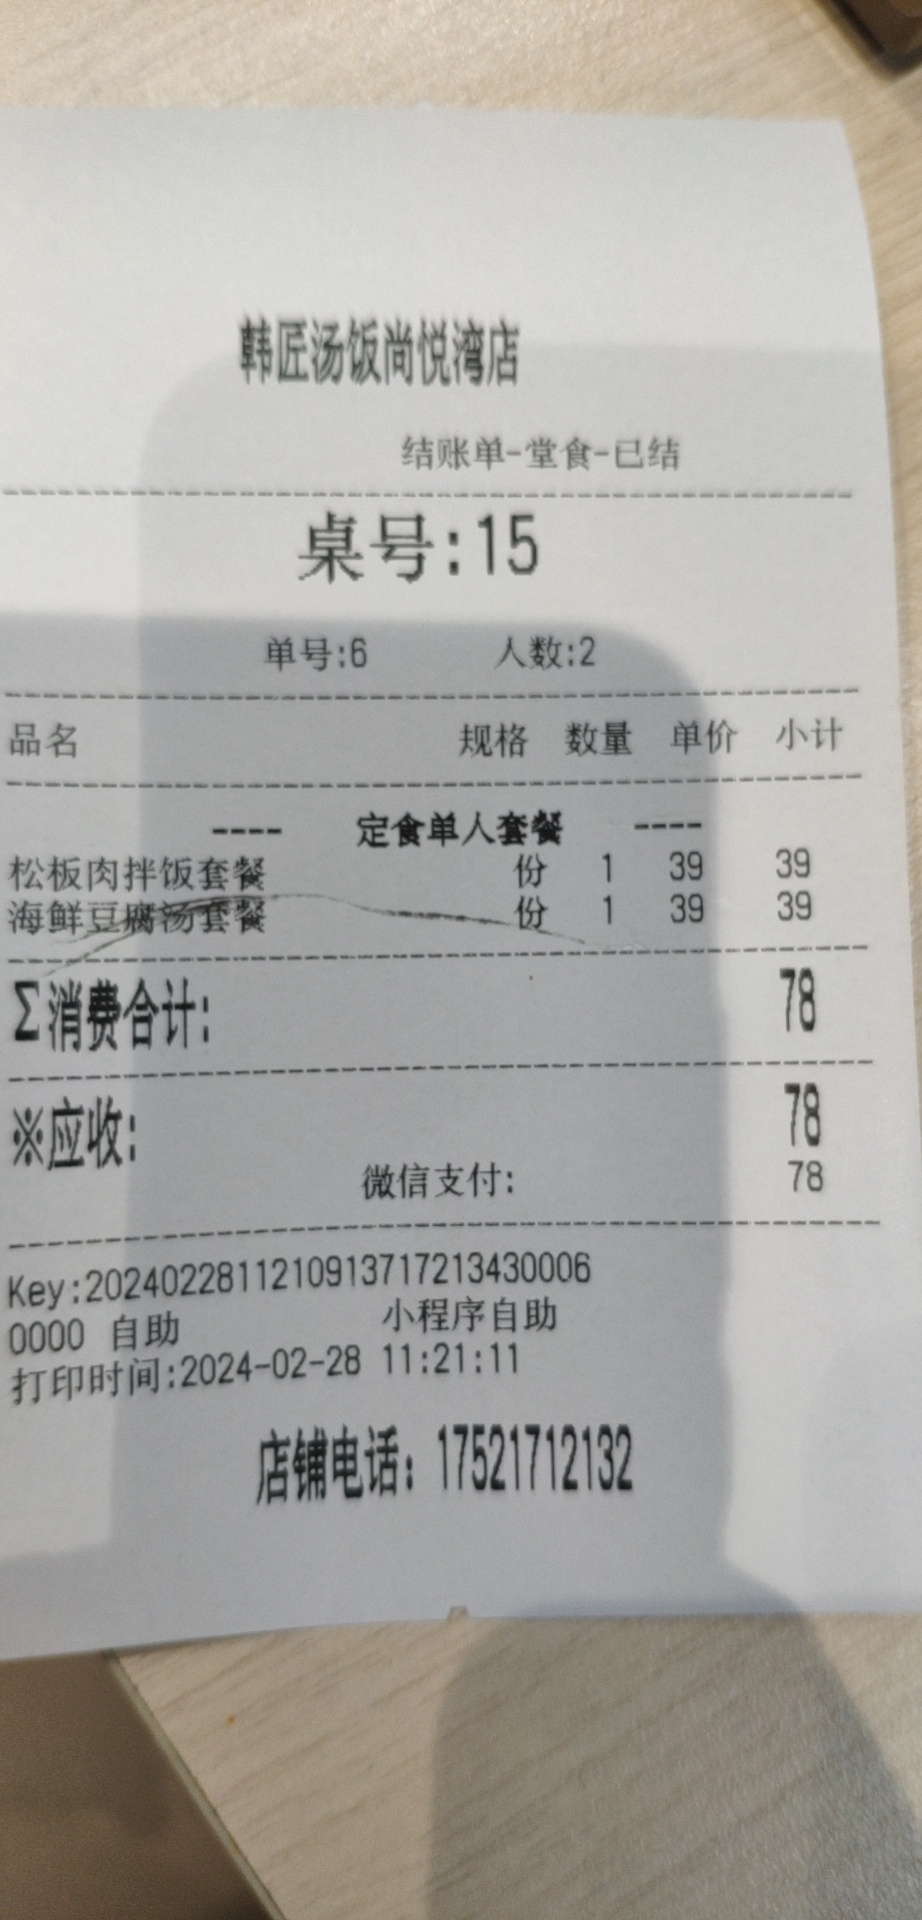 韩匠汤饭尚悦湾店
结账单-堂食-已结
桌号:15
单号:6 人数:2
品名 规格 数量 单价 小计
---- 定食单人套餐 ----
松板肉拌饭套餐 份 1 39 39
海鲜豆腐汤套餐 份 1 39 39
Σ消费合计: 78
※应收: 78
微信支付: 78
Key:20240228112109137172134300006
0000 自助 小程序自助
打印时间:2024-02-28 11:21:11
店铺电话：17521712132